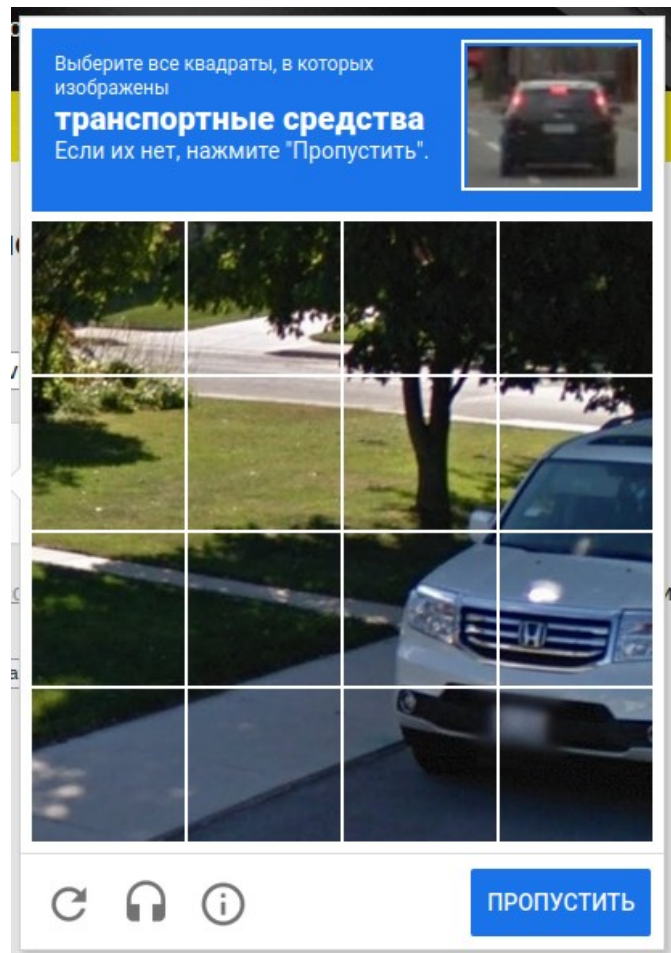 Выберите все квадраты, в которых
изображены
транспортные средства
Если их нет, нажмите "Пропустить".
ПРОПУСТИТЬ